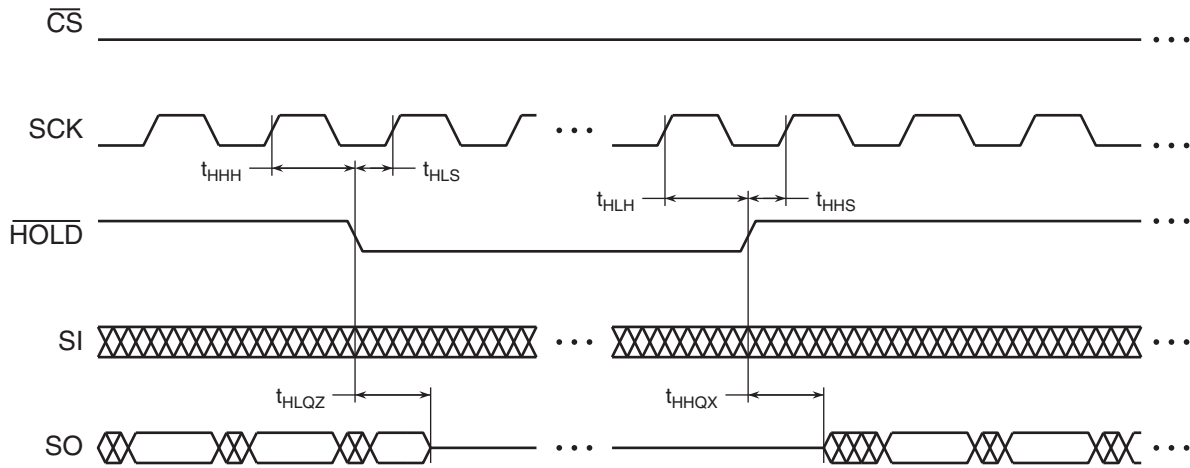 CS
SCK
tHHH
tHLS
tHLH
tHHS
HOLD
SI
tHLQZ
tHHQX
SO